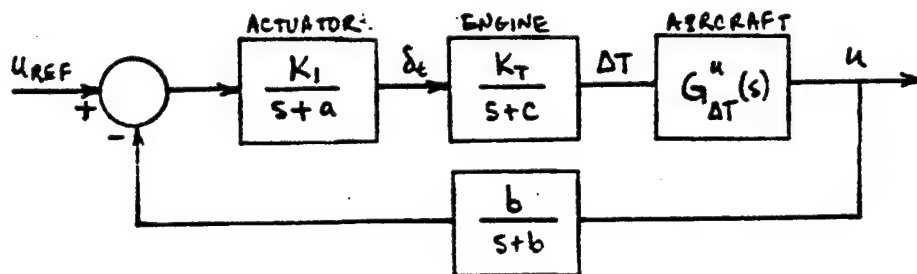 ACTUATOR:
ENGINE
AIRCRAFT
u_REF
+
-
K_1
s+a
δ_t
K_T
s+c
ΔT
G^u_ΔT(s)
u
b
s+b